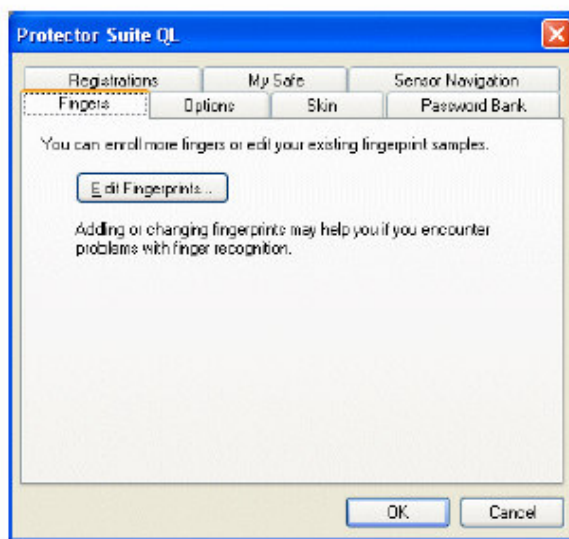 Protector Suite QL
Registrations My Safe Sensor Navigation
Fingers Options Skin Password Bank
You can enroll more fingers or edit your existing fingerprint samples.
Edit Fingerprints...
Adding or changing fingerprints may help you if you encounter
problems with finger recognition.
OK Cancel